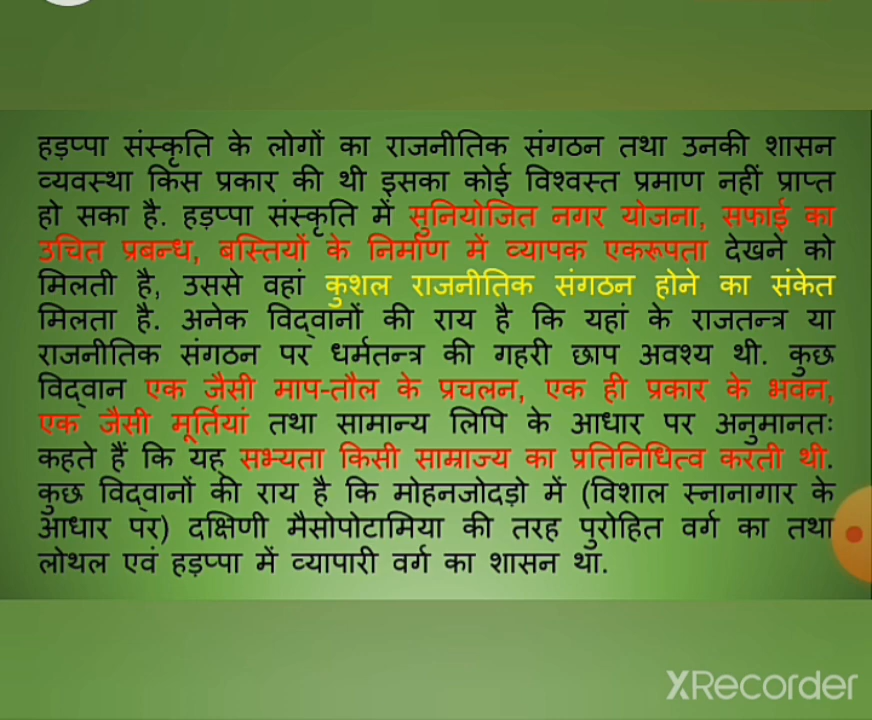 हड़प्पा संस्कृति के लोगों का राजनीतिक संगठन तथा उनकी शासन
व्यवस्था किस प्रकार की थी इसका कोई विश्वस्त प्रमाण नहीं प्राप्त
हो सका है. हड़प्पा संस्कृति में सुनियोजित नगर योजना, सफाई का
उचित प्रबन्ध, बस्तियों के निर्माण में व्यापक एकरूपता देखने को
मिलती है, उससे वहां कुशल राजनीतिक संगठन होने का संकेत
मिलता है. अनेक विद्वानों की राय है कि यहां के राजतन्त्र या
राजनीतिक संगठन पर धर्मतन्त्र की गहरी छाप अवश्य थी. कुछ
विद्वान एक जैसी माप-तौल के प्रचलन, एक ही प्रकार के भवन,
एक जैसी मूर्तियां तथा सामान्य लिपि के आधार पर अनुमानतः
कहते हैं कि यह सभ्यता किसी साम्राज्य का प्रतिनिधित्व करती थी.
कुछ विद्वानों की राय है कि मोहनजोदड़ो में (विशाल स्नानागार के
आधार पर) दक्षिणी मैसोपोटामिया की तरह पुरोहित वर्ग का तथा
लोथल एवं हड़प्पा में व्यापारी वर्ग का शासन था.
XRecorder